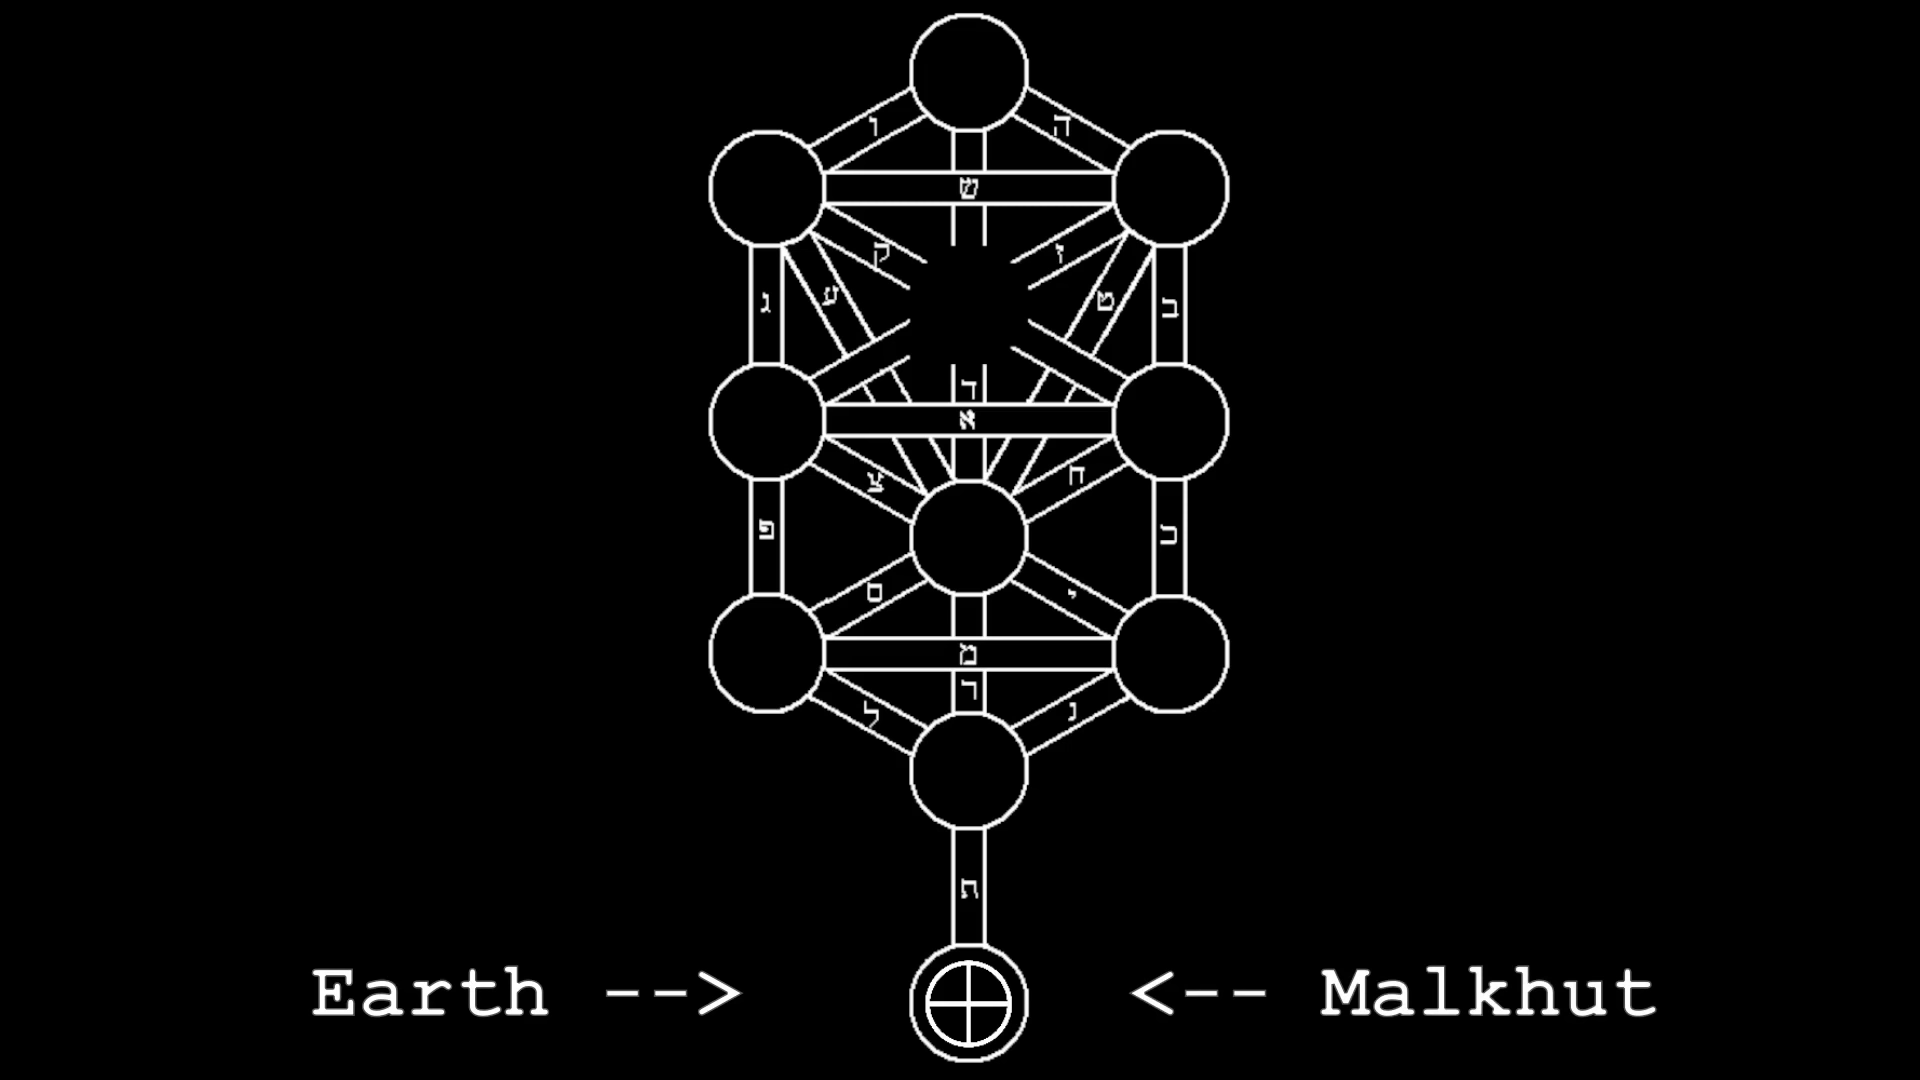 ה ו
ש
ז ק
ב ט ע ג
ד
א
ח צ
כ פ
י ס
מ
ר
נ ל
ת
Earth --> <-- Malkhut